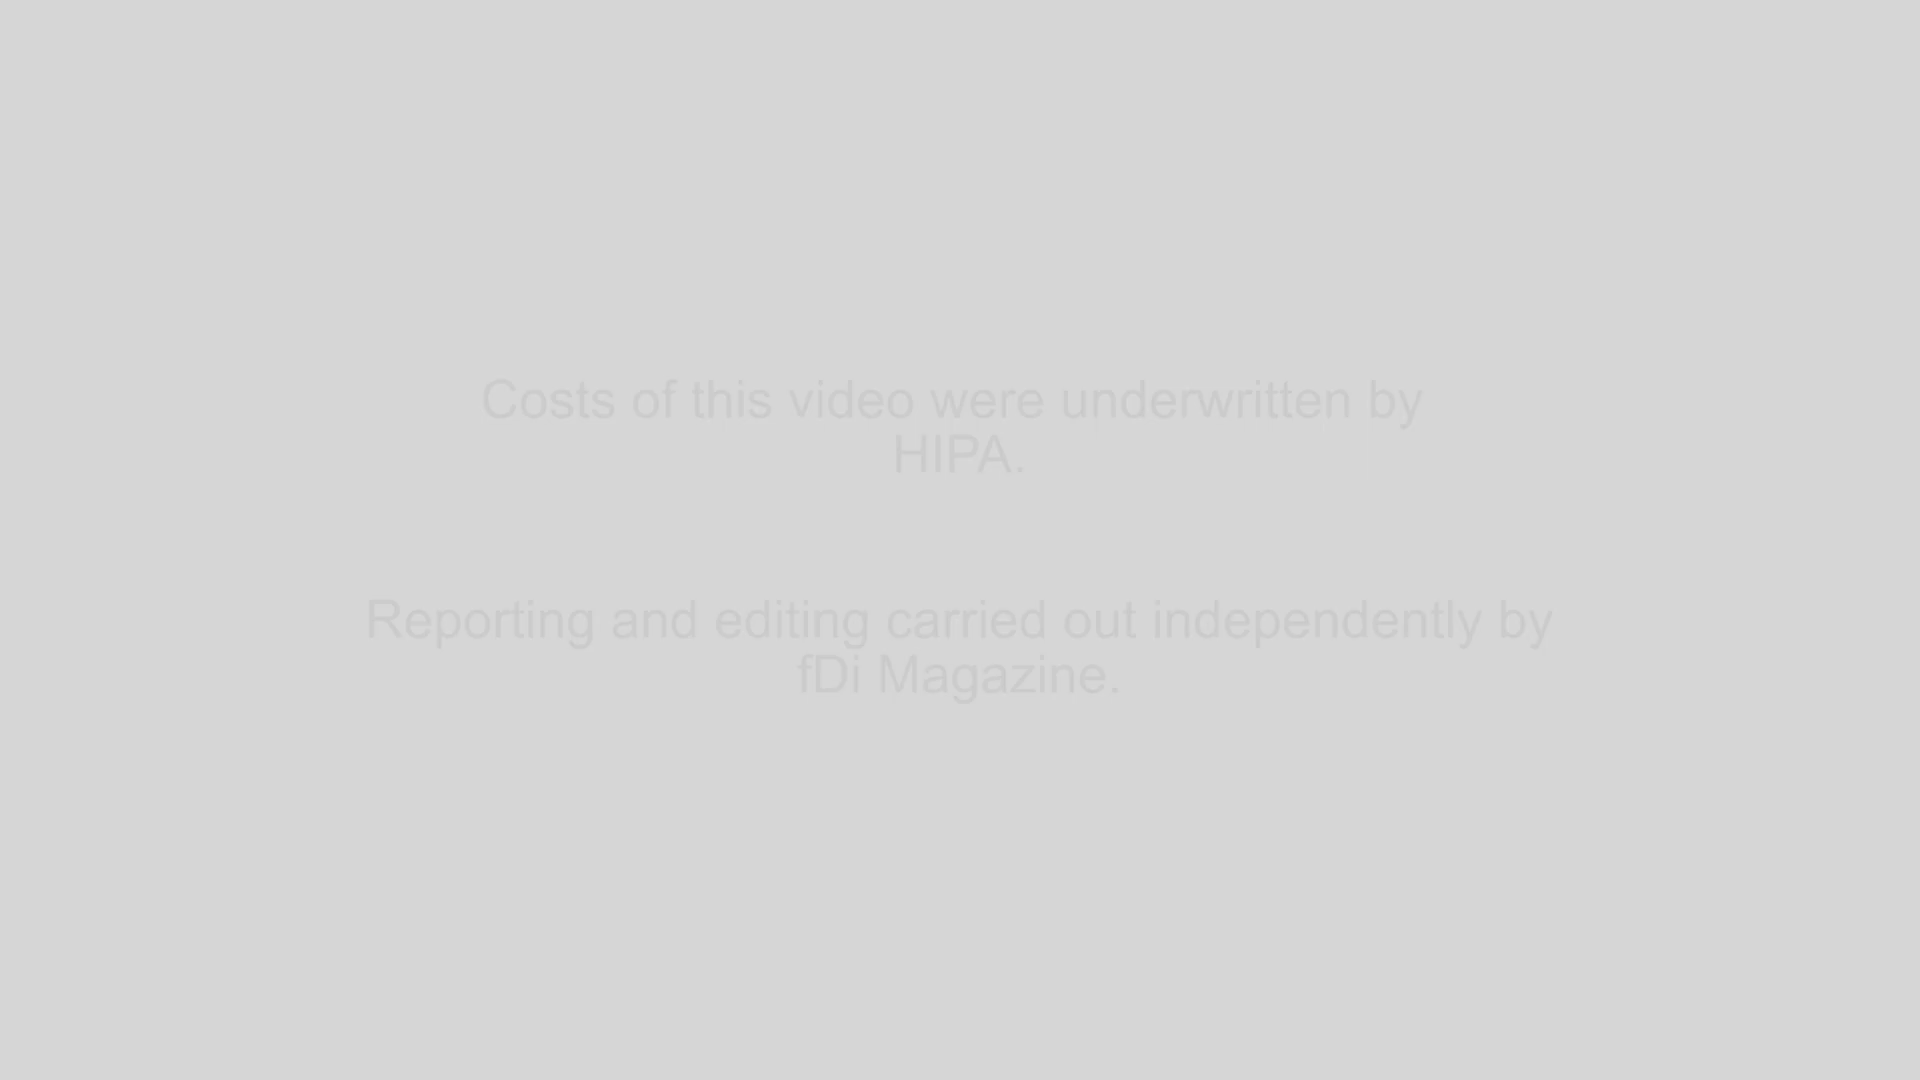 Costs of this video were underwritten by
HIPA.
Reporting and editing carried out independently by
fDi Magazine.